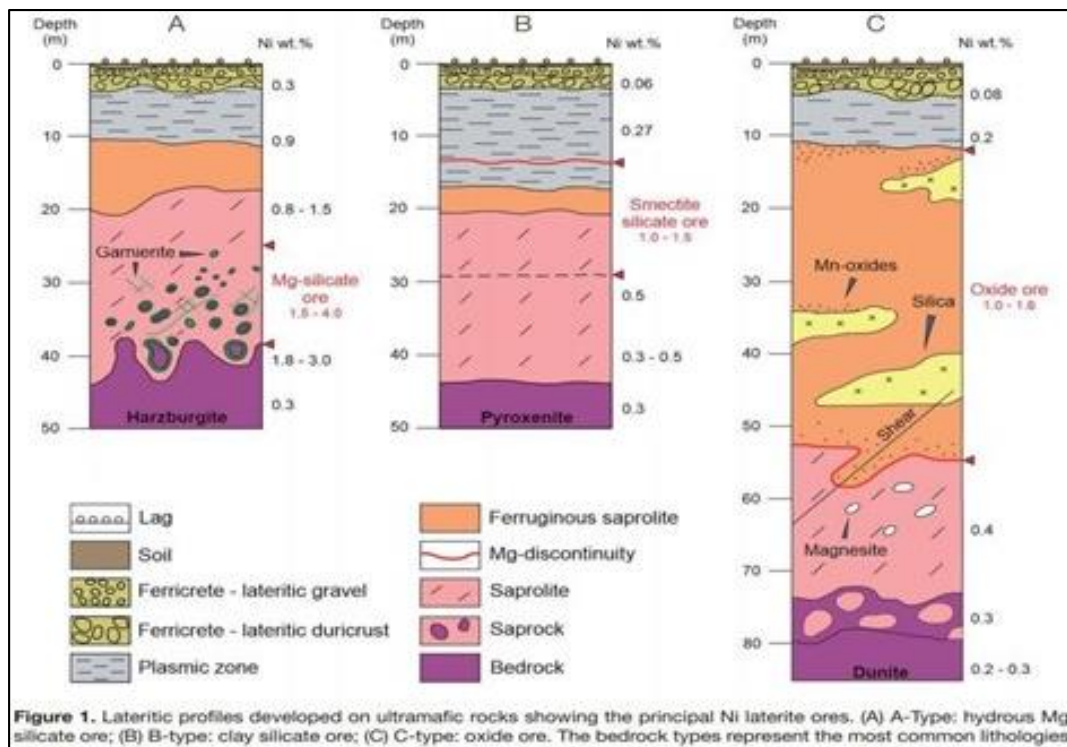 A
B
C
Depth
(m)
Ni wt.%
Depth
(m)
Ni wt.%
Depth
(m)
Ni wt.%
0
10
20
30
40
50
0.3
0.9
0.8 - 1.5
Garnierite
Mg-silicate
ore
1.5 - 4.0
1.8 - 3.0
0.3
Harzburgite
0
10
20
30
40
50
0.06
0.27
Smectite
silicate ore
1.0 - 1.5
0.5
0.3 - 0.5
0.3
Pyroxenite
0
10
20
30
40
50
60
70
80
0.08
0.2
Mn-oxides
Silica
Oxide ore
1.0 - 1.6
Shear
Magnesite
0.4
0.3
0.2 - 0.3
Dunite
Lag
Soil
Ferricrete - lateritic gravel
Ferricrete - lateritic duricrust
Plasmic zone
Ferruginous saprolite
Mg-discontinuity
Saprolite
Saprock
Bedrock
Figure 1. Lateritic profiles developed on ultramafic rocks showing the principal Ni laterite ores. (A) A-Type: hydrous Mg
silicate ore; (B) B-type: clay silicate ore; (C) C-type: oxide ore. The bedrock types represent the most common lithologies